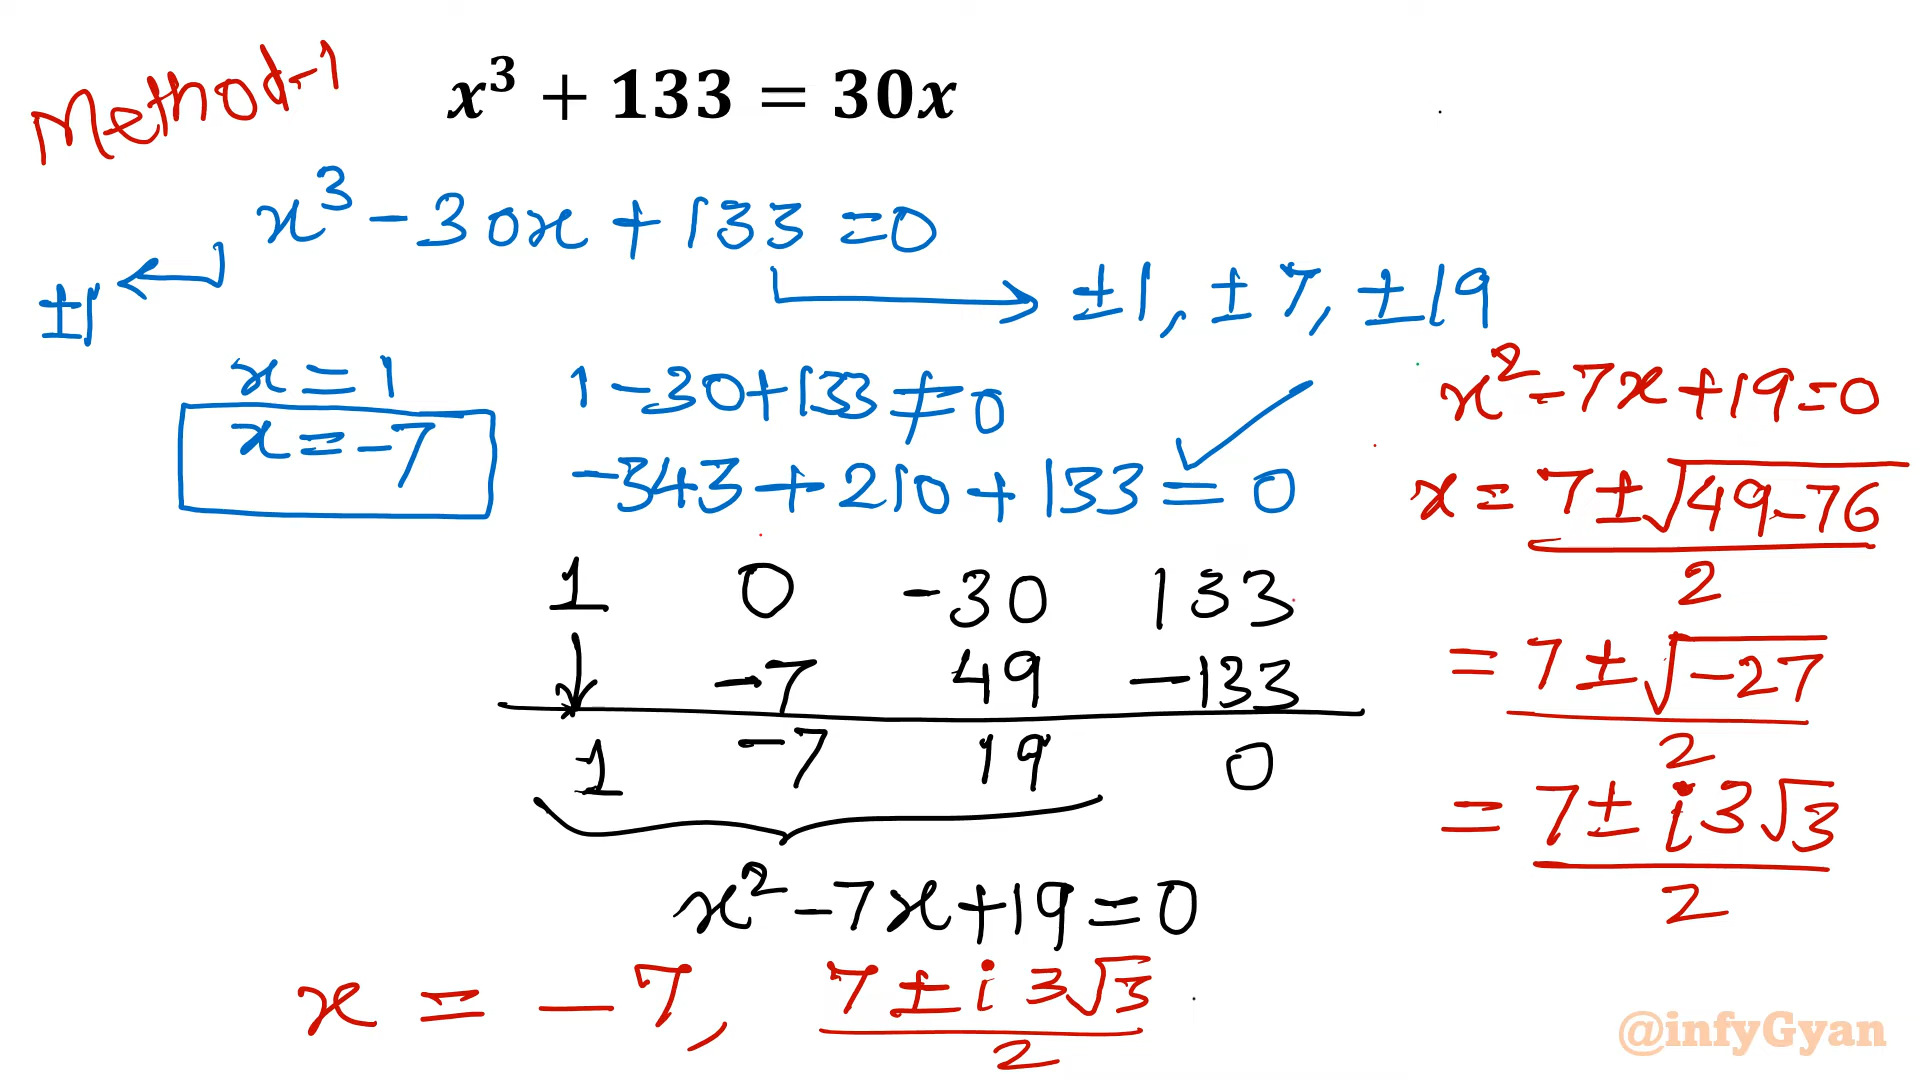 Method-1
x³ + 133 = 30x
x³ - 30x + 133 = 0
±1
±1, ±7, ±19
x = 1    1 - 30 + 133 ≠ 0
x = -7    -343 + 210 + 133 = 0 ✓
1    0    -30    133
↓    -7    49    -133
1    -7    19    0
x² - 7x + 19 = 0
x² - 7x + 19 = 0
x = (7 ± √(49 - 76))/2
= (7 ± √(-27))/2
= (7 ± i3√3)/2
x = -7, (7 ± i3√3)/2
@infyGyan